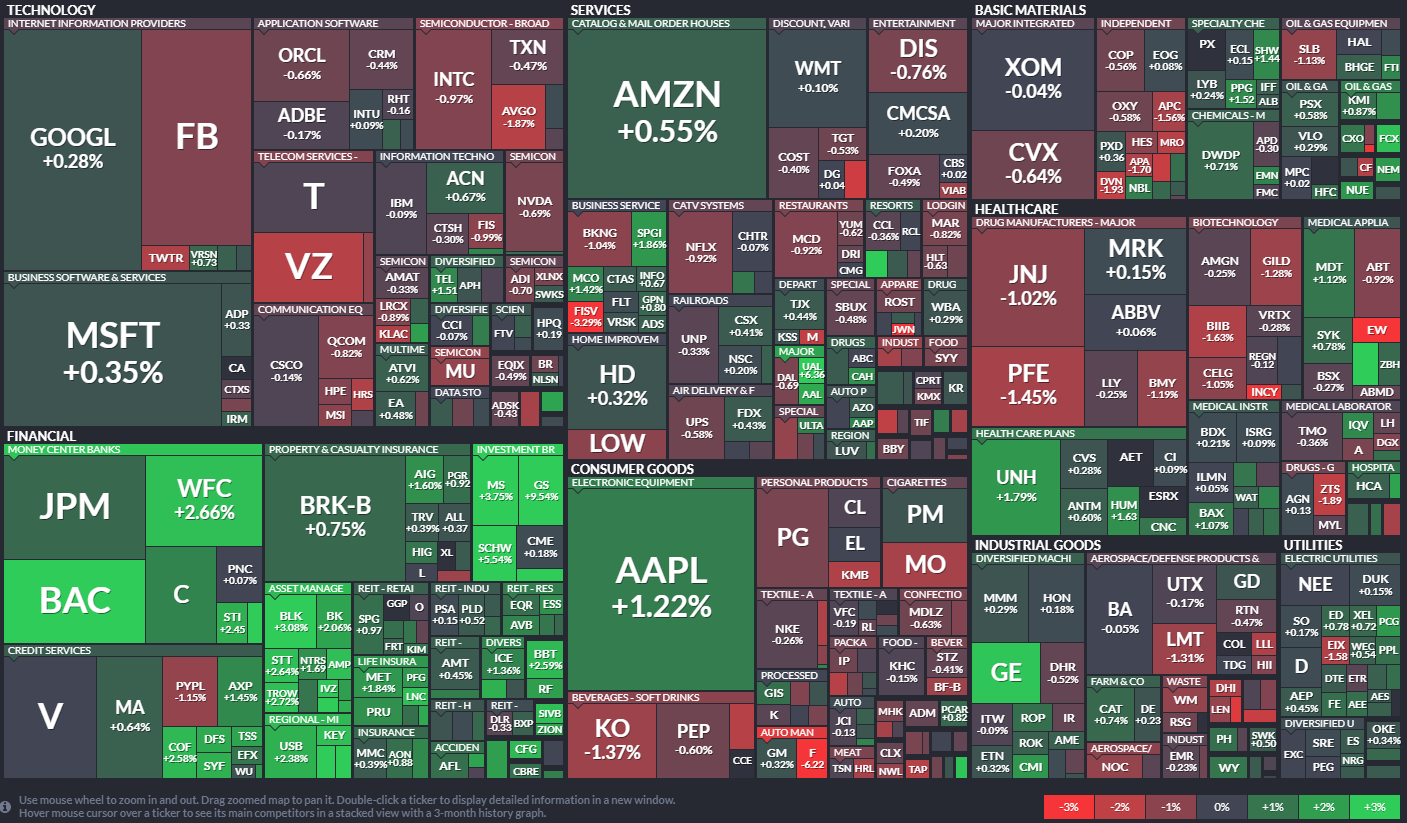 TECHNOLOGY
INTERNET INFORMATION PROVIDERS
GOOGL
+0.28%
FB
TWTR
VRSN
+0.73
APPLICATION SOFTWARE
ORCL
-0.66%
CRM
-0.44%
ADBE
-0.17%
INTU
+0.09%
RHT
-0.16
SEMICONDUCTOR - BROAD
INTC
-0.97%
TXN
-0.47%
AVGO
-1.87%
TELECOM SERVICES -
T
VZ
INFORMATION TECHNO
IBM
-0.09%
ACN
+0.67%
CTSH
-0.30%
FIS
-0.99%
SEMICON
NVDA
-0.69%
BUSINESS SOFTWARE & SERVICES
MSFT
+0.35%
ADP
+0.33
CA
CTXS
IRM
COMMUNICATION EQ
CSCO
-0.14%
QCOM
-0.82%
HPE
HRS
MSI
SEMICON
AMAT
-0.33%
LRCX
-0.89%
KLAC
DIVERSIFIED
TEL
+1.51
APH
SEMICON
ADI
-0.70
XLNX
SWKS
MULTIME
ATVI
+0.62%
EA
+0.48%
DIVERSIFIE
CCI
-0.07%
SCIEN
FTV
HPQ
+0.19
SEMICON
MU
EQIX
-0.49%
BR
NLSN
DATA STO
ADSK
-0.43
SERVICES
CATALOG & MAIL ORDER HOUSES
AMZN
+0.55%
DISCOUNT, VARI
WMT
+0.10%
COST
-0.40%
TGT
-0.53%
DG
+0.04
ENTERTAINMENT
DIS
-0.76%
CMCSA
+0.20%
FOXA
-0.49%
CBS
+0.02
VIAB
BUSINESS SERVICE
BKNG
-1.04%
SPGI
+1.86%
MCO
+1.42%
CTAS
INFO
+0.67
FISV
-3.29%
FLT
GPN
+0.80
VRSK
ADS
CATV SYSTEMS
NFLX
-0.92%
CHTR
-0.07%
RESTAURANTS
MCD
-0.92%
YUM
-0.62
DRI
CMG
RESORTS
CCL
-0.36%
RCL
LODGIN
MAR
-0.82%
HLT
-0.63
HOME IMPROVEM
HD
+0.32%
LOW
RAILROADS
UNP
-0.33%
CSX
+0.41%
NSC
+0.20%
AIR DELIVERY & F
UPS
-0.58%
FDX
+0.43%
DEPART
TJX
+0.44%
KSS
M
SPECIAL
SBUX
-0.48%
APPARE
ROST
JWN
DRUG
WBA
+0.29%
MAJOR
DAL
-0.69
UAL
+6.36
AAL
DRUGS
ABC
CAH
INDUST
FOOD
SYY
SPECIAL
ULTA
AUTO P
AZO
AAP
REGION
LUV
CPRT
KMX
KR
TIF
BBY
BASIC MATERIALS
MAJOR INTEGRATED
XOM
-0.04%
CVX
-0.64%
INDEPENDENT
COP
-0.56%
EOG
+0.08%
OXY
-0.58%
APC
-1.56%
PXD
+0.36
HES
MRO
DVN
-1.93
APA
-1.70
NBL
SPECIALTY CHE
PX
ECL
+0.15
SHW
+1.44
LYB
+0.24%
PPG
+1.52
IFF
ALB
CHEMICALS - M
DWDP
+0.71%
APD
-0.30
EMN
FMC
OIL & GAS EQUIPMEN
SLB
-1.13%
HAL
BHGE
FTI
OIL & GA
PSX
+0.58%
VLO
+0.29%
MPC
+0.02
HFC
OIL & GAS
KMI
+0.87%
CXO
FCX
CF
NEM
NUE
HEALTHCARE
DRUG MANUFACTURERS - MAJOR
JNJ
-1.02%
MRK
+0.15%
ABBV
+0.06%
PFE
-1.45%
LLY
-0.25%
BMY
-1.19%
BIOTECHNOLOGY
AMGN
-0.25%
GILD
-1.28%
BIIB
-1.63%
VRTX
-0.28%
CELG
-1.05%
REGN
-0.12
INCY
MEDICAL APPLIA
MDT
+1.12%
ABT
-0.92%
SYK
+0.78%
EW
BSX
-0.27%
ZBH
ABMD
HEALTH CARE PLANS
UNH
+1.79%
CVS
+0.28%
AET
CI
+0.09%
ANTM
+0.60%
HUM
+1.63
ESRX
CNC
MEDICAL INSTR
BDX
+0.21%
ISRG
+0.09%
ILMN
+0.05%
WAT
BAX
+1.07%
MEDICAL LABORATOR
TMO
-0.36%
IQV
LH
A
DGX
DRUGS - G
AGN
+0.13
ZTS
-1.89
MYL
HOSPITA
HCA
FINANCIAL
MONEY CENTER BANKS
JPM
WFC
+2.66%
BAC
C
PNC
+0.07%
STI
+2.45
PROPERTY & CASUALTY INSURANCE
BRK-B
+0.75%
AIG
+1.60%
PGR
+0.92
TRV
+0.39%
ALL
+0.37
HIG
XL
L
INVESTMENT BR
MS
+3.75%
GS
+9.54%
SCHW
+5.54%
CME
+0.18%
CREDIT SERVICES
V
MA
+0.64%
PYPL
-1.15%
AXP
+1.45%
COF
+2.58%
DFS
TSS
SYF
EFX
WU
ASSET MANAGE
BLK
+3.08%
BK
+2.06%
STT
+2.64%
NTRS
+1.69
AMP
TROW
+2.72%
IVZ
REGIONAL - MI
USB
+2.38%
KEY
REIT - RETAI
SPG
+0.97
GGP
O
FRT
KIM
REIT - INDU
PSA
+0.15
PLD
+0.52
REIT - RES
EQR
ESS
AVB
LIFE INSURA
MET
+1.84%
PFG
LNC
PRU
REIT -
AMT
+0.45%
DIVERS
ICE
+1.36%
BBT
+2.59%
RF
INSURANCE
MMC
+0.39%
AON
+0.88
REIT - H
REIT -
DLR
-0.33
BXP
SIVB
ZION
ACCIDEN
AFL
CFG
CBRE
CONSUMER GOODS
ELECTRONIC EQUIPMENT
AAPL
+1.22%
PERSONAL PRODUCTS
PG
CL
EL
KMB
CIGARETTES
PM
MO
BEVERAGES - SOFT DRINKS
KO
-1.37%
PEP
-0.60%
CCE
TEXTILE - A
NKE
-0.26%
TEXTILE - A
VFC
-0.19
RL
CONFECTIO
MDLZ
-0.63%
PACKA
IP
FOOD -
KHC
-0.15%
BEVER
STZ
-0.41%
BF-B
PROCESSED
GIS
K
AUTO
JCI
-0.13
MHK
ADM
PCAR
+0.82
AUTO MAN
GM
+0.32%
F
-6.22
MEAT
TSN
HRL
CLX
NWL
TAP
INDUSTRIAL GOODS
DIVERSIFIED MACHI
MMM
+0.29%
HON
+0.18%
GE
DHR
-0.52%
ITW
-0.09%
ROP
IR
ETN
+0.32%
ROK
AME
CMI
AEROSPACE/DEFENSE PRODUCTS &
BA
-0.05%
UTX
-0.17%
GD
RTN
-0.47%
LMT
-1.31%
COL
LLL
TDG
HII
FARM & CO
CAT
+0.74%
DE
+0.23
WASTE
WM
RSG
DHI
LEN
AEROSPACE/
NOC
INDUST
EMR
-0.23%
PH
SWK
+0.50
WY
UTILITIES
ELECTRIC UTILITIES
NEE
DUK
+0.15%
SO
+0.17%
ED
+0.78
XEL
+0.72
PCG
D
EIX
-1.58
WEC
+0.54
PPL
DTE
ETR
AEP
+0.45%
FE
AEE
AES
DIVERSIFIED U
EXC
SRE
ES
OKE
+0.34%
PEG
NRG
Use mouse wheel to zoom in and out. Drag zoomed map to pan it. Double-click a ticker to display detailed information in a new window.
Hover mouse cursor over a ticker to see its main competitors in a stacked view with a 3-month history graph.
-3%
-2%
-1%
0%
+1%
+2%
+3%